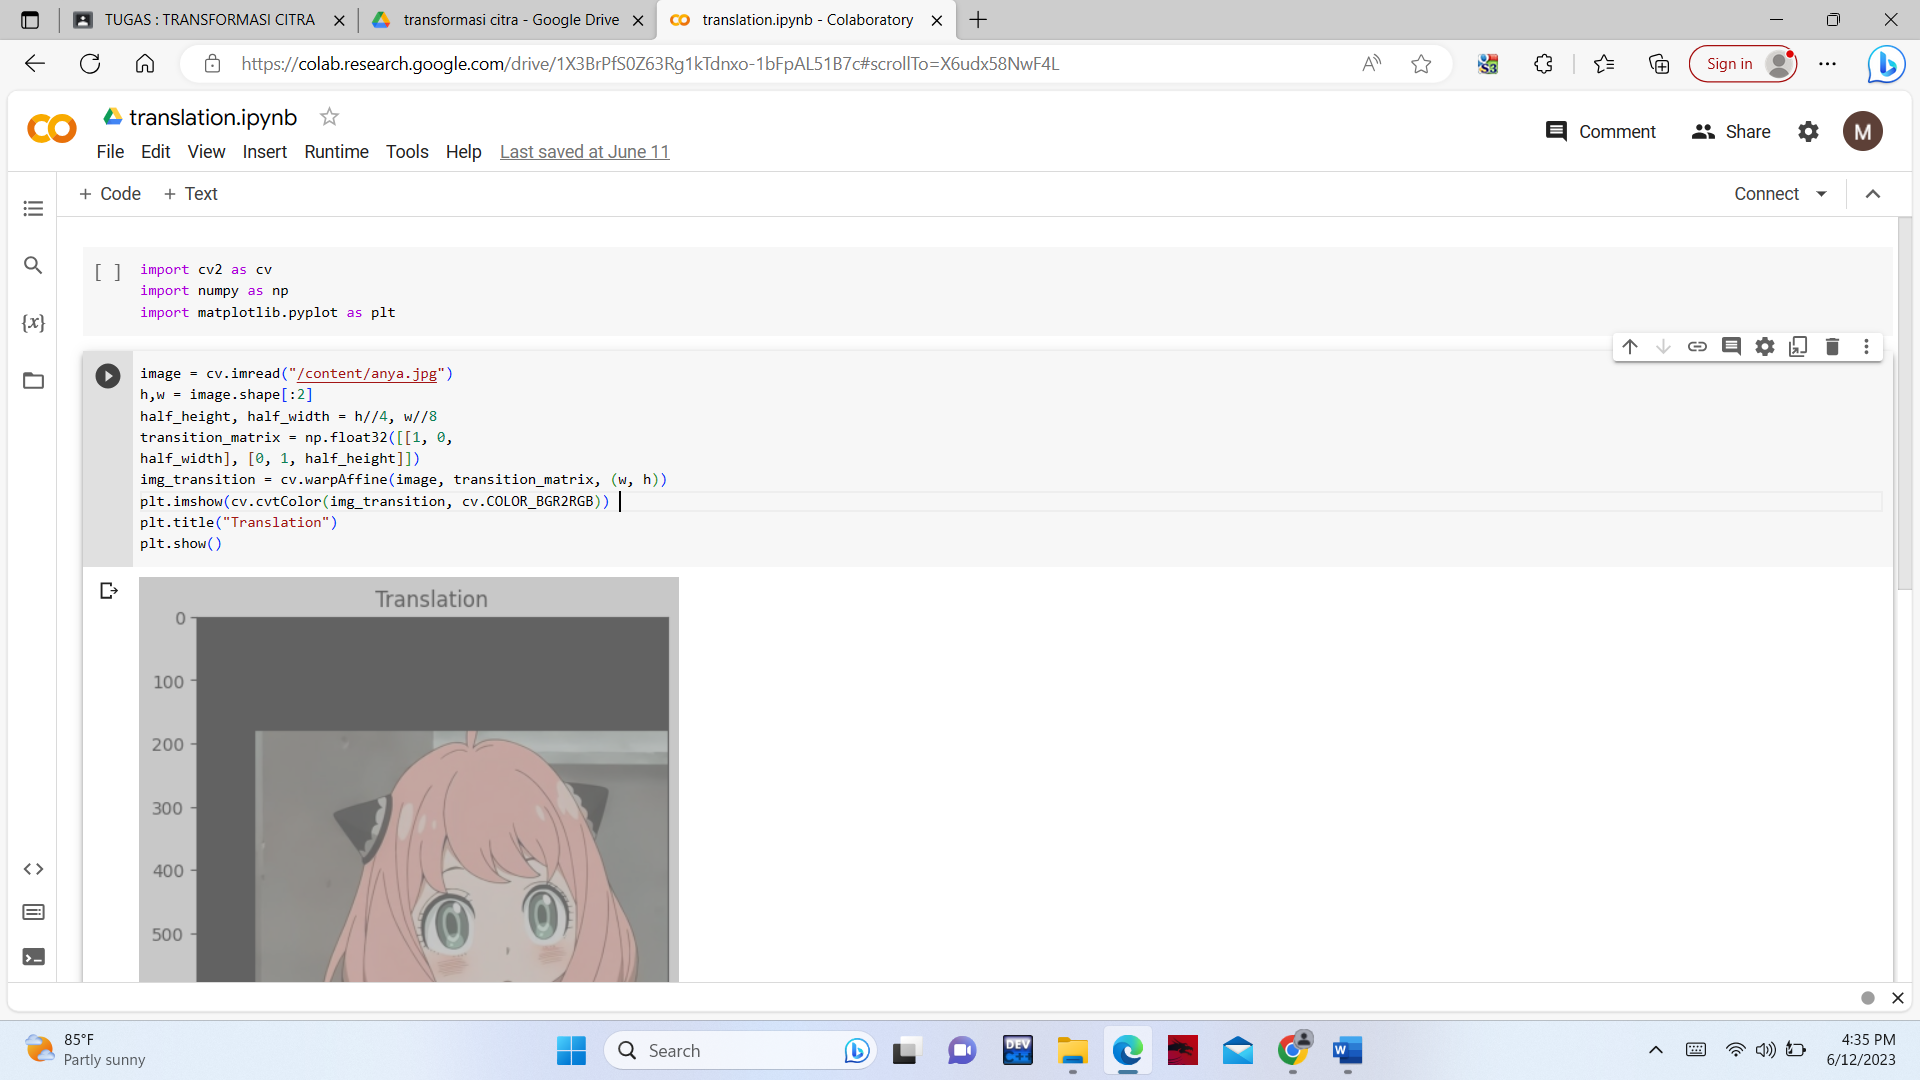 TUGAS : TRANSFORMASI CITRA
transformasi citra - Google Drive
translation.ipynb - Colaboratory
https://colab.research.google.com/drive/1X3BrPfS0Z63Rg1kTdnxo-1bFpAL51B7c#scrollTo=X6udx58NwF4L
S3
Sign in
translation.ipynb
File Edit View Insert Runtime Tools Help Last saved at June 11
Comment
Share
M
+ Code + Text
Connect
{x}
[ ]
import cv2 as cv
import numpy as np
import matplotlib.pyplot as plt
image = cv.imread("/content/anya.jpg")
h,w = image.shape[:2]
half_height, half_width = h//4, w//8
transition_matrix = np.float32([[1, 0,
half_width], [0, 1, half_height]])
img_transition = cv.warpAffine(image, transition_matrix, (w, h))
plt.imshow(cv.cvtColor(img_transition, cv.COLOR_BGR2RGB))
plt.title("Translation")
plt.show()
Translation
0
100
200
300
400
500
85°F
Partly sunny
Search
DEV
C++
W
4:35 PM
6/12/2023